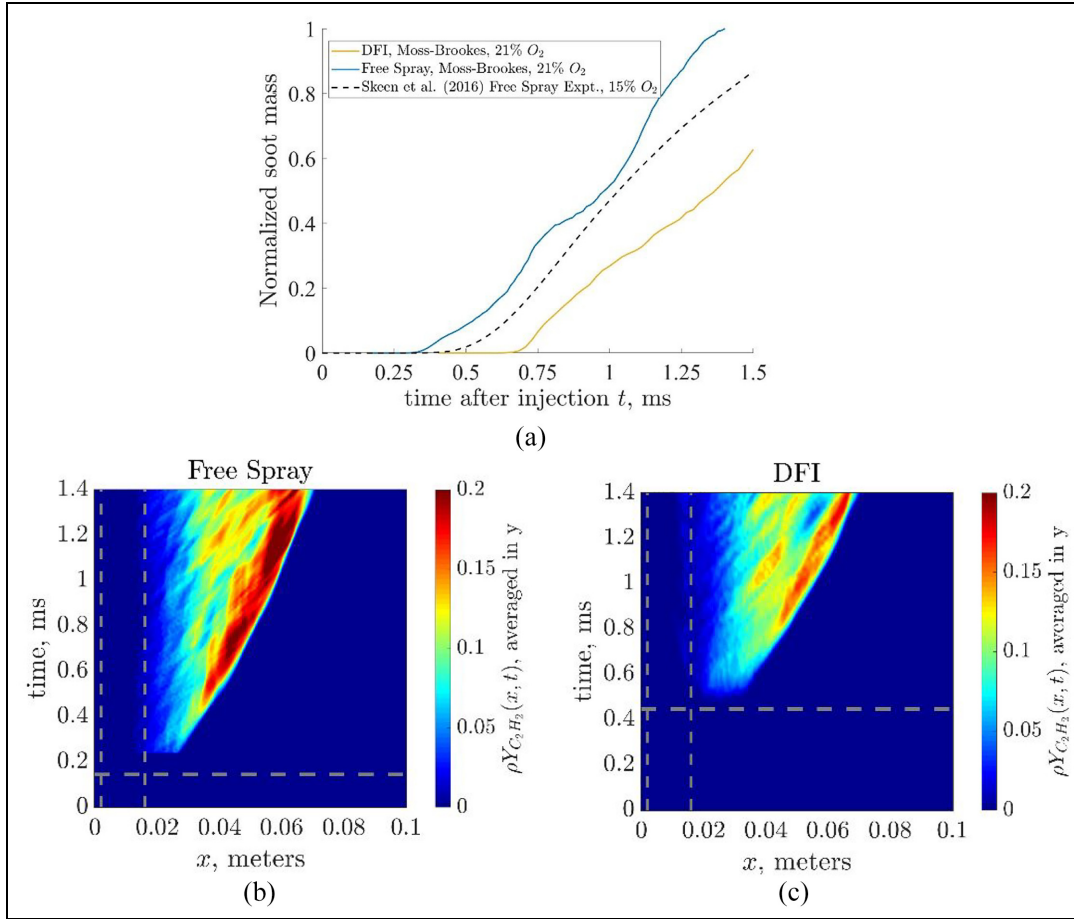 1
0.8
0.6
0.4
0.2
0
Normalized soot mass
DFI, Moss-Brookes, 21% O₂
Free Spray, Moss-Brookes, 21% O₂
Skeen et al. (2016) Free Spray Expt., 15% O₂
0 0.25 0.5 0.75 1 1.25 1.5
time after injection t, ms
(a)
Free Spray
1.4
1.2
1
0.8
0.6
0.4
0.2
0
time, ms
0 0.02 0.04 0.06 0.08 0.1
x, meters
0.2
0.15
0.1
0.05
0
ρY_{C₂H₂}(x, t), averaged in y
(b)
DFI
1.4
1.2
1
0.8
0.6
0.4
0.2
0
time, ms
0 0.02 0.04 0.06 0.08 0.1
x, meters
0.2
0.15
0.1
0.05
0
ρY_{C₂H₂}(x, t), averaged in y
(c)